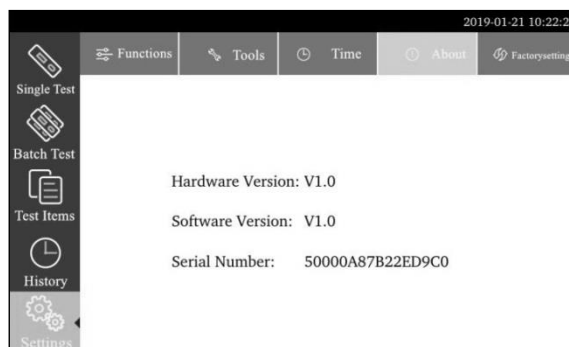 2019-01-21 10:22:2
Functions Tools Time About Factorysetting
Single Test
Batch Test
Test Items
History
Settings
Hardware Version: V1.0
Software Version: V1.0
Serial Number: 50000A87B22ED9C0